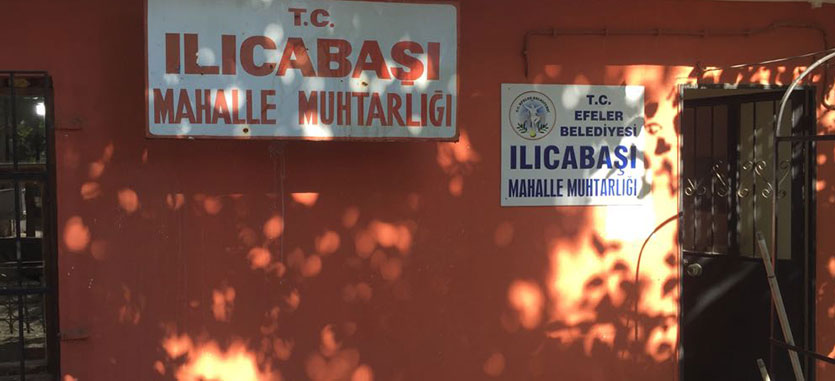 T.C.
ILICABAŞI
MAHALLE MUHTARLIĞI
T.C.
EFELER
BELEDİYESİ
ILICABAŞI
MAHALLE MUHTARLIĞI